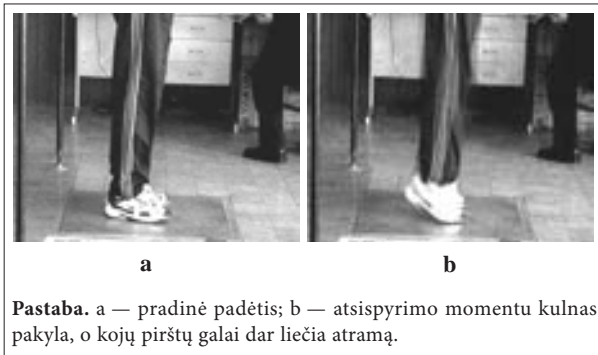 a b
Pastaba. a — pradinė padėtis; b — atsispyrimo momentu kulnas
pakyla, o kojų pirštų galai dar liečia atramą.